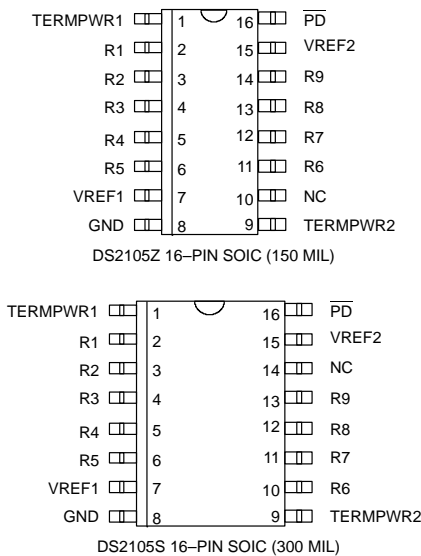 TERMPWR1 1 16 P̅D̅
R1 2 15 VREF2
R2 3 14 R9
R3 4 13 R8
R4 5 12 R7
R5 6 11 R6
VREF1 7 10 NC
GND 8 9 TERMPWR2
DS2105Z 16–PIN SOIC (150 MIL)
TERMPWR1 1 16 P̅D̅
R1 2 15 VREF2
R2 3 14 NC
R3 4 13 R9
R4 5 12 R8
R5 6 11 R7
VREF1 7 10 R6
GND 8 9 TERMPWR2
DS2105S 16–PIN SOIC (300 MIL)